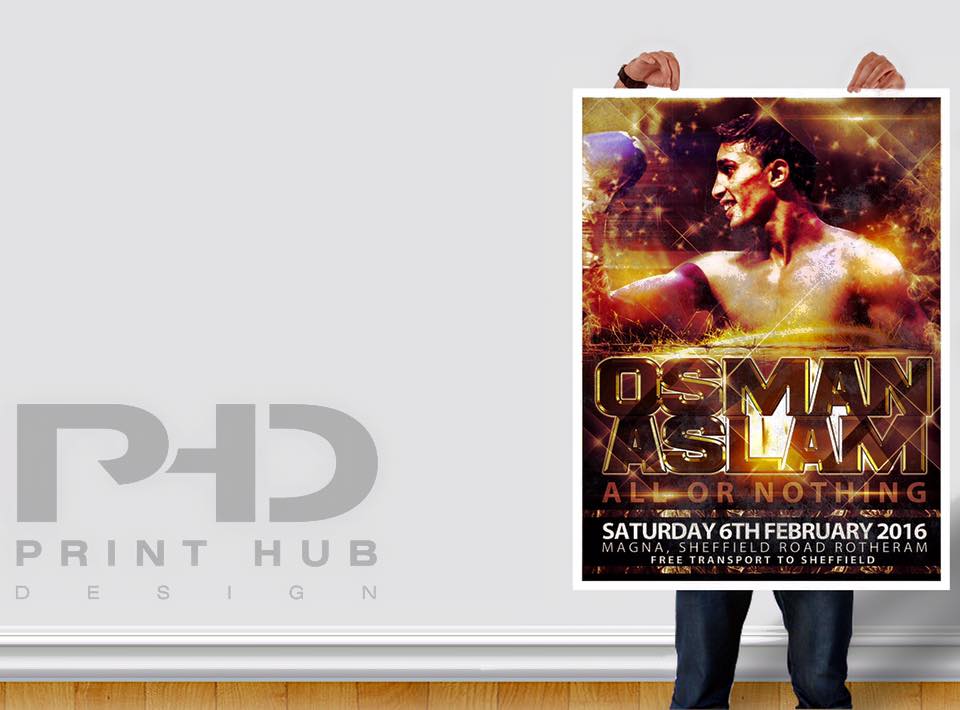 PHD
PRINT HUB
DESIGN
OSMAN
ASLAM
ALL OR NOTHING
SATURDAY 6TH FEBRUARY 2016
MAGNA, SHEFFIELD ROAD ROTHERAM
FREE TRANSPORT TO SHEFFIELD